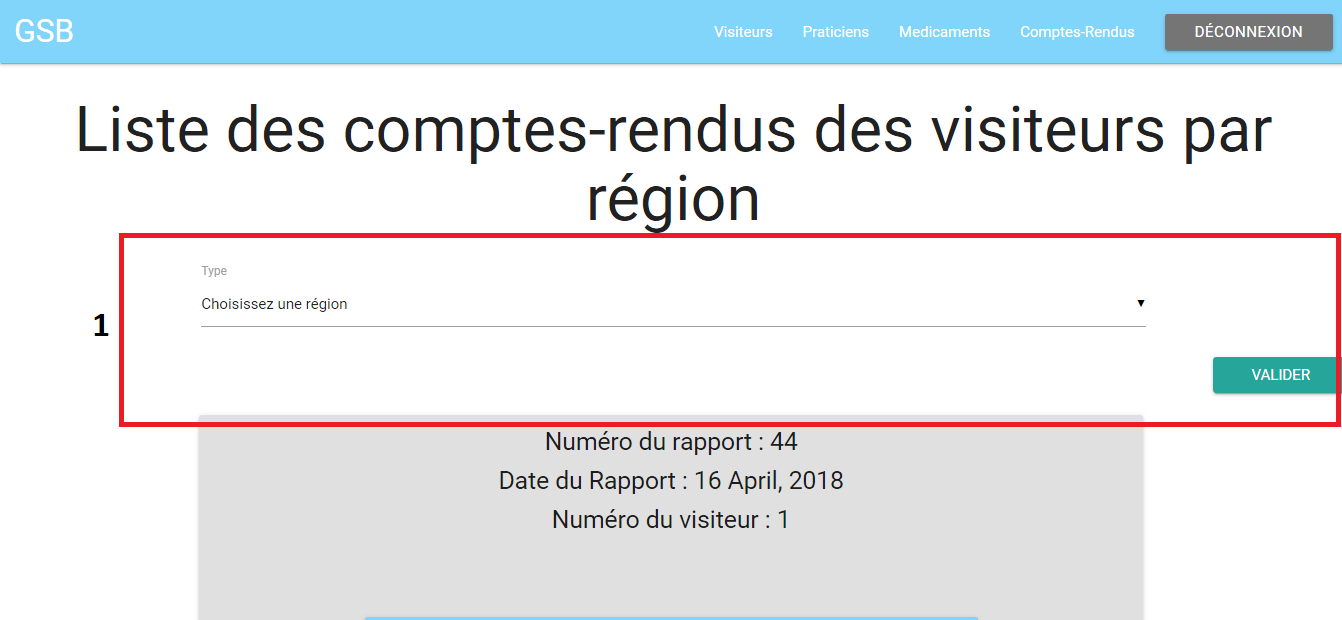 GSB
Visiteurs Praticiens Medicaments Comptes-Rendus DÉCONNEXION
Liste des comptes-rendus des visiteurs par
région
Type
Choisissez une région
1
VALIDER
Numéro du rapport : 44
Date du Rapport : 16 April, 2018
Numéro du visiteur : 1